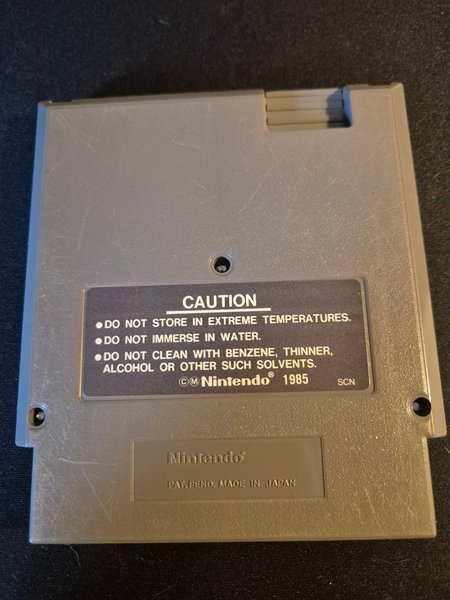 CAUTION
●DO NOT STORE IN EXTREME TEMPERATURES.
●DO NOT IMMERSE IN WATER.
●DO NOT CLEAN WITH BENZENE, THINNER,
ALCOHOL OR OTHER SUCH SOLVENTS.
©Ⓜ Nintendo® 1985 SCN
Nintendo®
PAT.PEND. MADE IN JAPAN